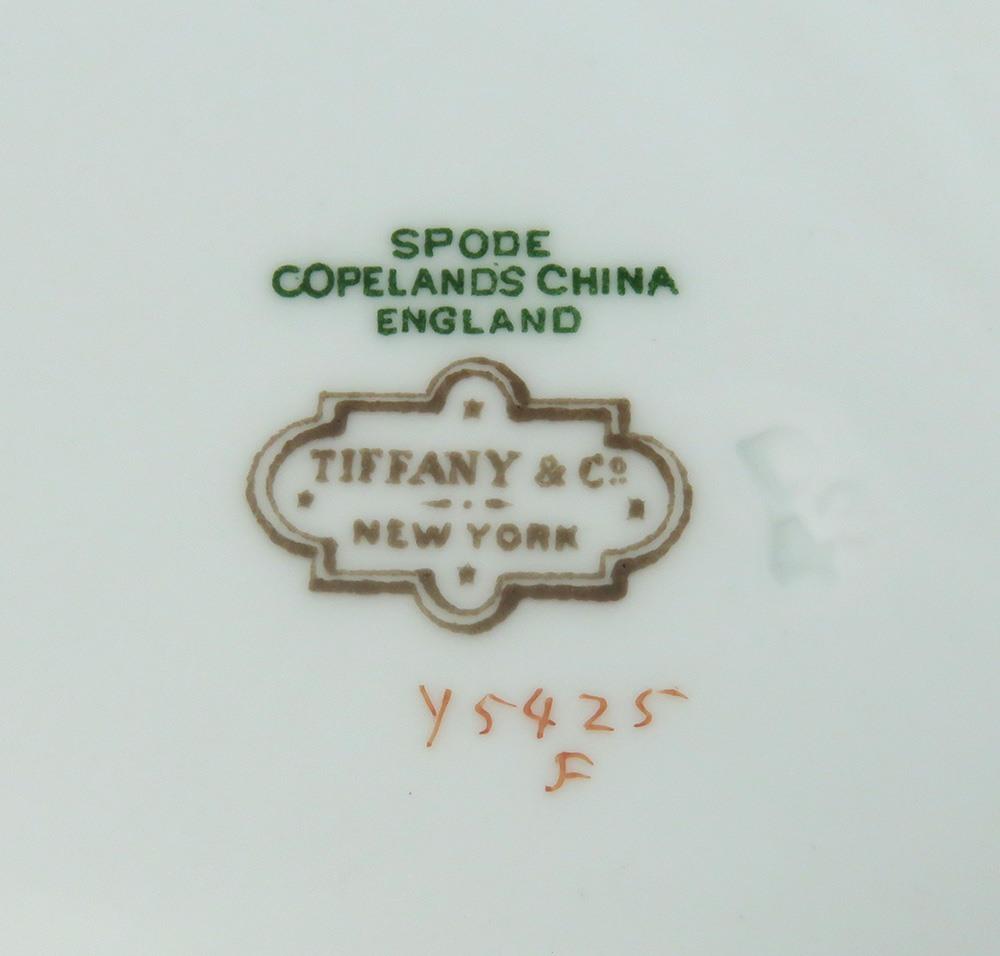 SPODE
COPELANDS CHINA
ENGLAND
TIFFANY & Co
NEW YORK
Y5425
F